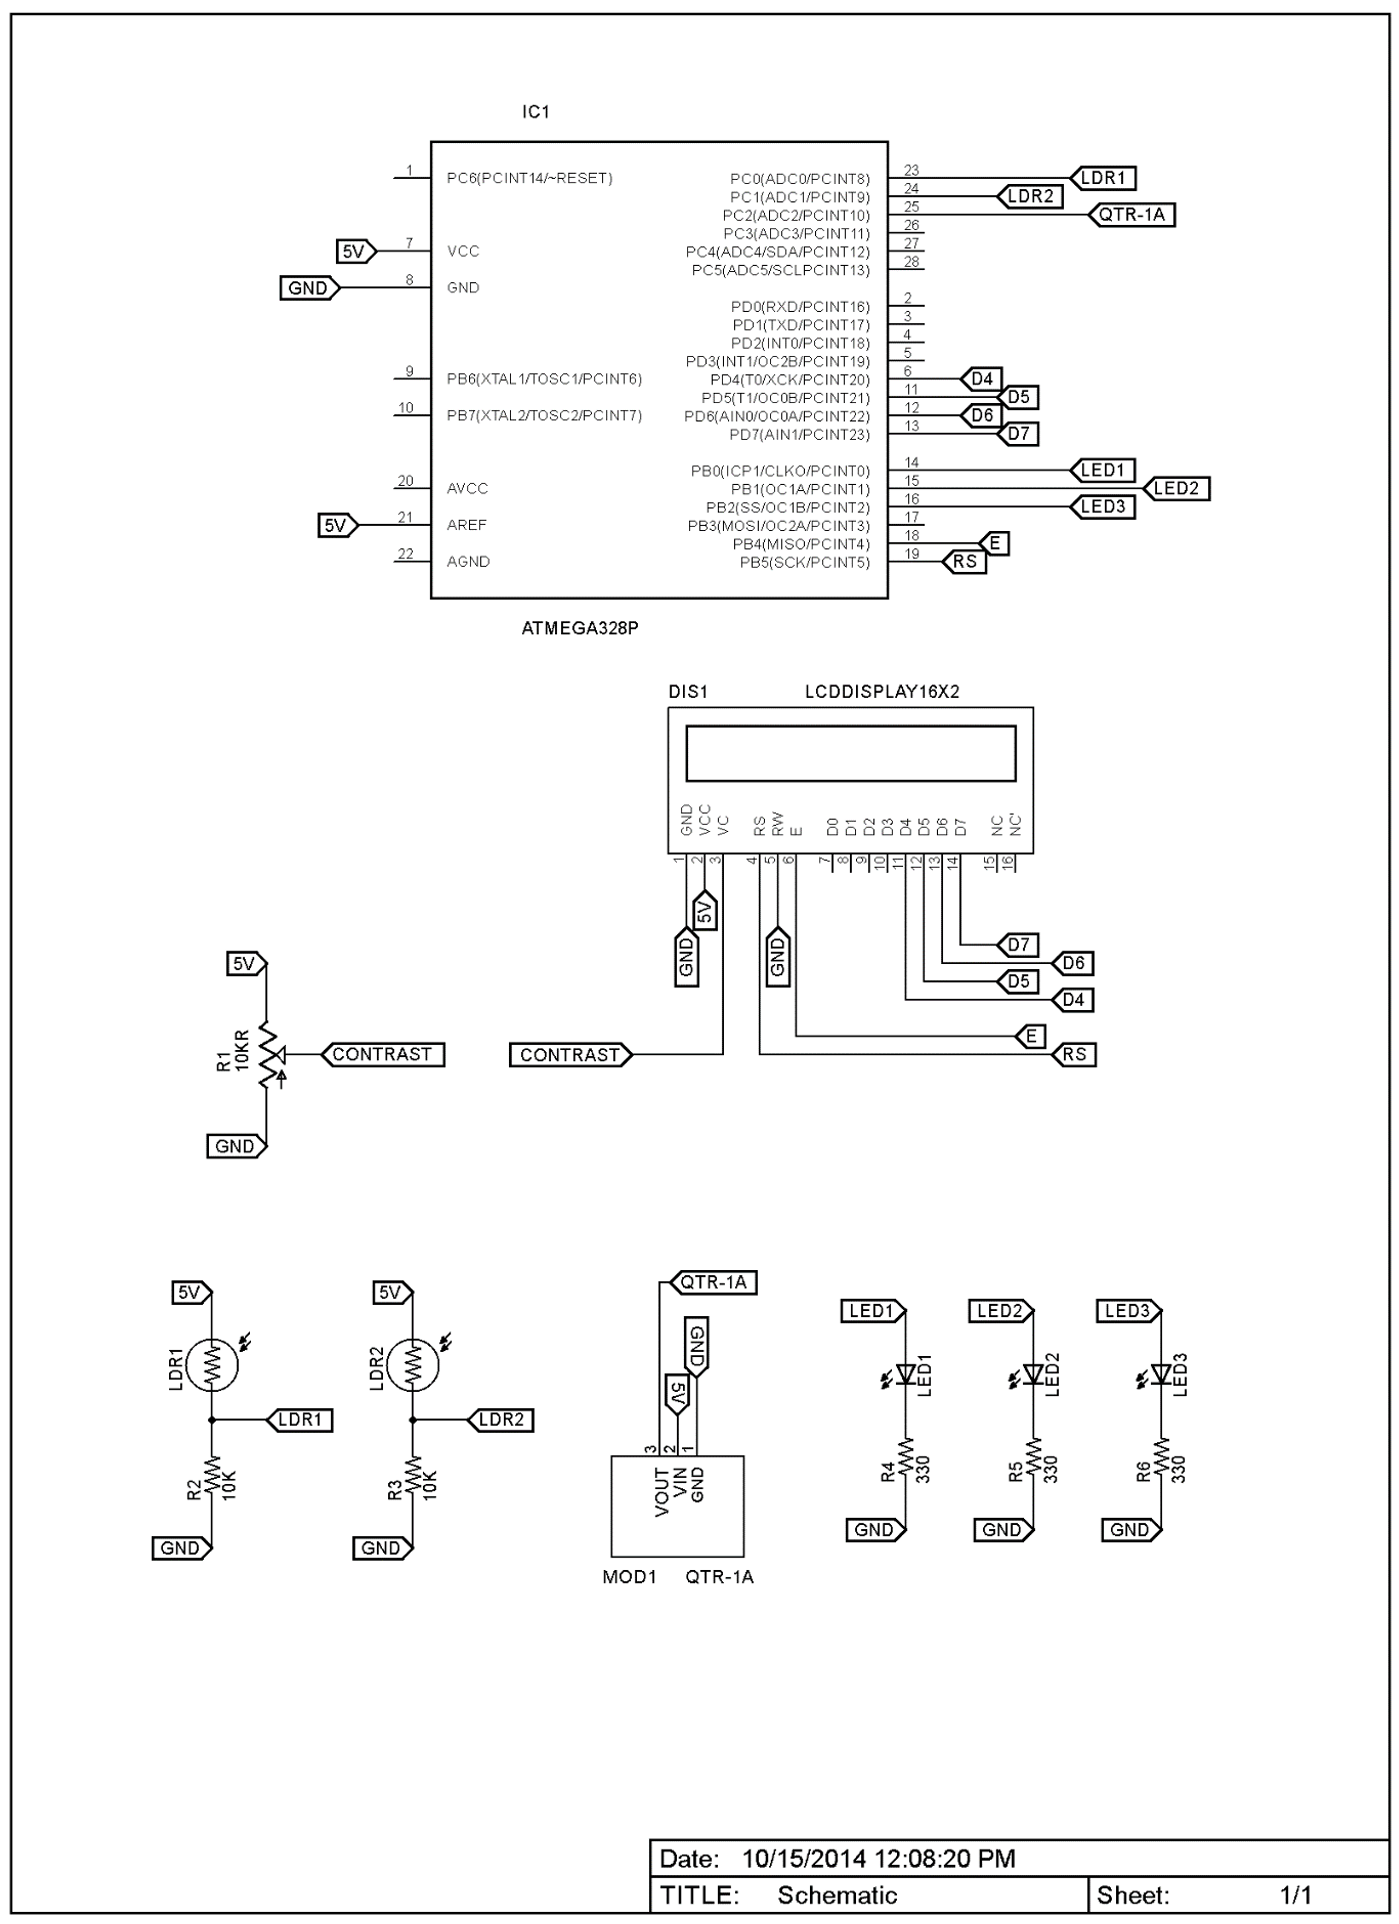 IC1
1 PC6(PCINT14/~RESET)
5V 7 VCC
GND 8 GND
9 PB6(XTAL1/TOSC1/PCINT6)
10 PB7(XTAL2/TOSC2/PCINT7)
20 AVCC
5V 21 AREF
22 AGND
PC0(ADC0/PCINT8) 23 LDR1
PC1(ADC1/PCINT9) 24 LDR2
PC2(ADC2/PCINT10) 25 QTR-1A
PC3(ADC3/PCINT11) 26
PC4(ADC4/SDA/PCINT12) 27
PC5(ADC5/SCLPCINT13) 28
PD0(RXD/PCINT16) 2
PD1(TXD/PCINT17) 3
PD2(INT0/PCINT18) 4
PD3(INT1/OC2B/PCINT19) 5
PD4(T0/XCK/PCINT20) 6 D4
PD5(T1/OC0B/PCINT21) 11 D5
PD6(AIN0/OC0A/PCINT22) 12 D6
PD7(AIN1/PCINT23) 13 D7
PB0(ICP1/CLKO/PCINT0) 14 LED1
PB1(OC1A/PCINT1) 15 LED2
PB2(SS/OC1B/PCINT2) 16 LED3
PB3(MOSI/OC2A/PCINT3) 17
PB4(MISO/PCINT4) 18 E
PB5(SCK/PCINT5) 19 RS
ATMEGA328P
DIS1 LCDDISPLAY16X2
GND VCC VC RS RW E D0 D1 D2 D3 D4 D5 D6 D7 NC NC'
1 2 3 4 5 6 7 8 9 10 11 12 13 14 15 16
5V
GND GND
D7
D6
D5
D4
E
CONTRAST RS
5V
R1
10KR
CONTRAST
GND
5V
LDR1
LDR1
R2
10K
GND
5V
LDR2
LDR2
R3
10K
GND
QTR-1A
GND
5V
3 2 1
VOUT VIN GND
MOD1 QTR-1A
LED1
LED1
R4
330
GND
LED2
LED2
R5
330
GND
LED3
LED3
R6
330
GND
Date: 10/15/2014 12:08:20 PM
TITLE: Schematic Sheet: 1/1